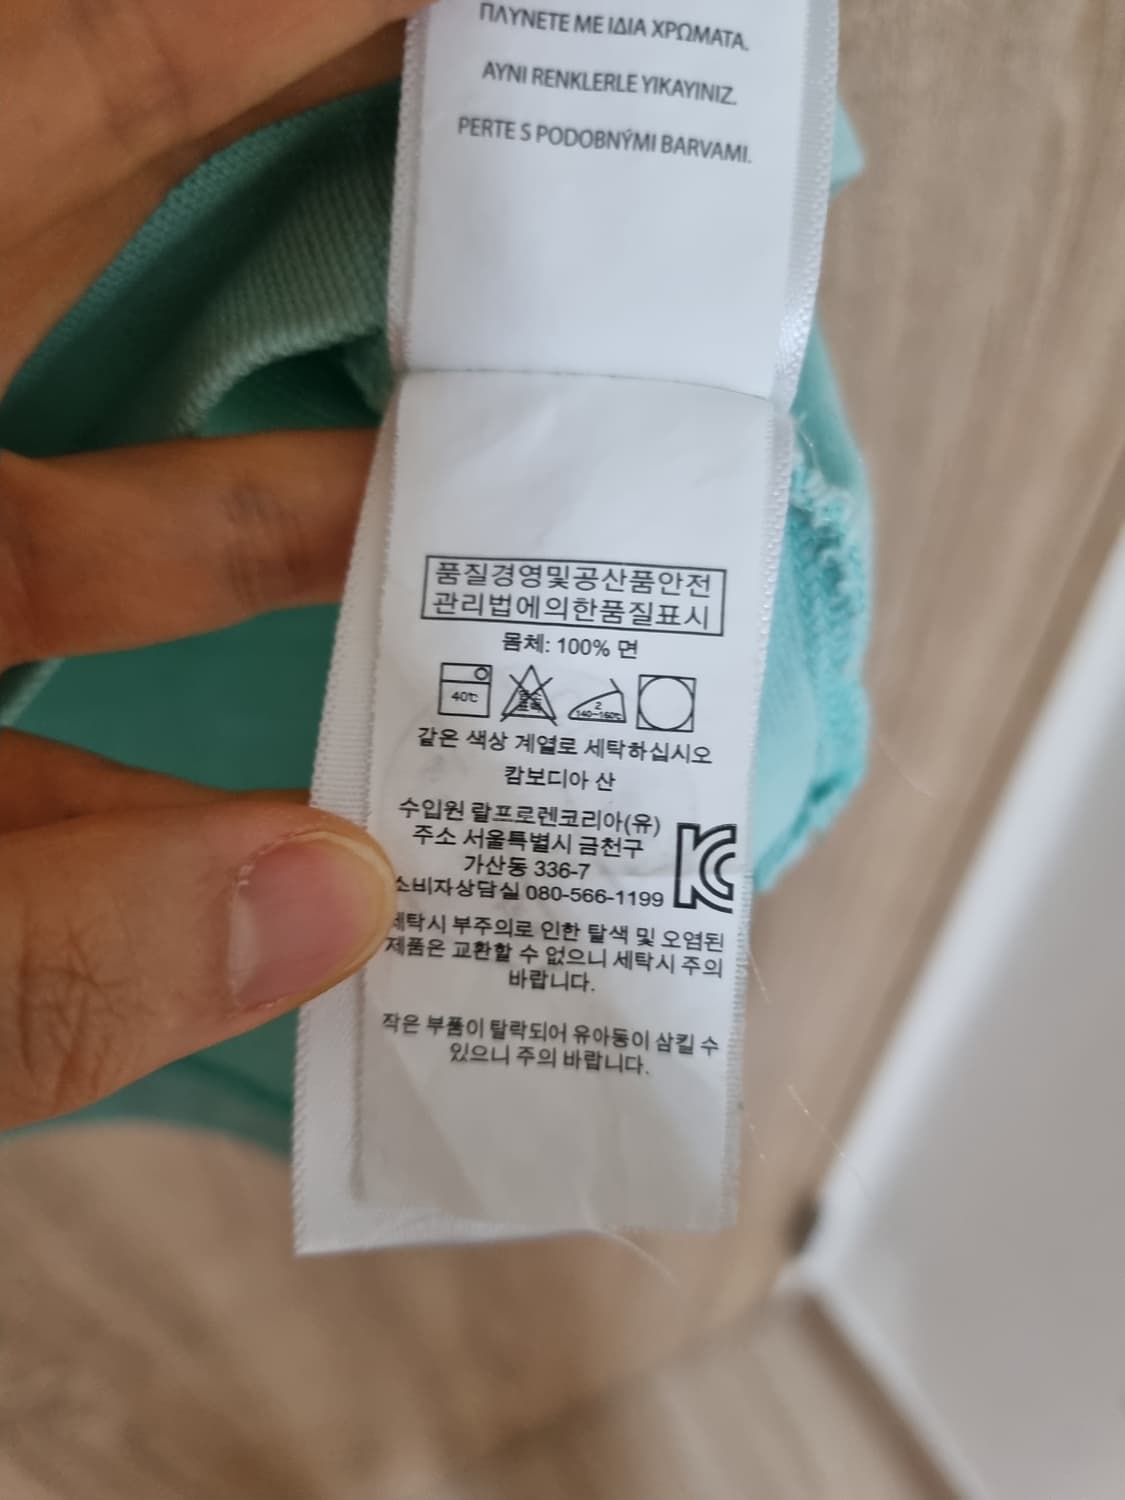 ΠΛΥΝΕΤΕ ΜΕ ΙΔΙΑ ΧΡΩΜΑΤΑ.
AYNI RENKLERLE YIKAYINIZ.
PERTE S PODOBNÝMI BARVAMI.
품질경영및공산품안전
관리법에의한품질표시
몸체: 100% 면
40℃
염소
표백
2
140~160℃
같은 색상 계열로 세탁하십시오
캄보디아 산
수입원 랄프로렌코리아(유)
주소 서울특별시 금천구
가산동 336-7
소비자상담실 080-566-1199
세탁시 부주의로 인한 탈색 및 오염된
제품은 교환할 수 없으니 세탁시 주의
바랍니다.
작은 부품이 탈락되어 유아동이 삼킬 수
있으니 주의 바랍니다.